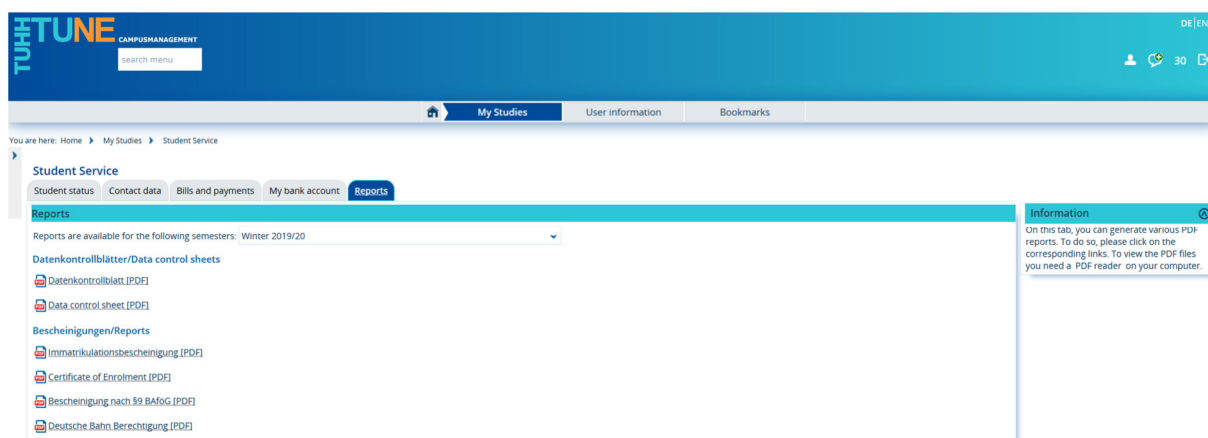 TUHH
TUNE CAMPUSMANAGEMENT
DE|EN
search menu
30
My Studies User information Bookmarks
You are here: Home My Studies Student Service
Student Service
Student status Contact data Bills and payments My bank account Reports
Reports
Reports are available for the following semesters: Winter 2019/20
Datenkontrollblätter/Data control sheets
Datenkontrollblatt [PDF]
Data control sheet [PDF]
Bescheinigungen/Reports
Immatrikulationsbescheinigung [PDF]
Certificate of Enrolment [PDF]
Bescheinigung nach §9 BAföG [PDF]
Deutsche Bahn Berechtigung [PDF]
Information
On this tab, you can generate various PDF
reports. To do so, please click on the
corresponding links. To view the PDF files
you need a PDF reader on your computer.